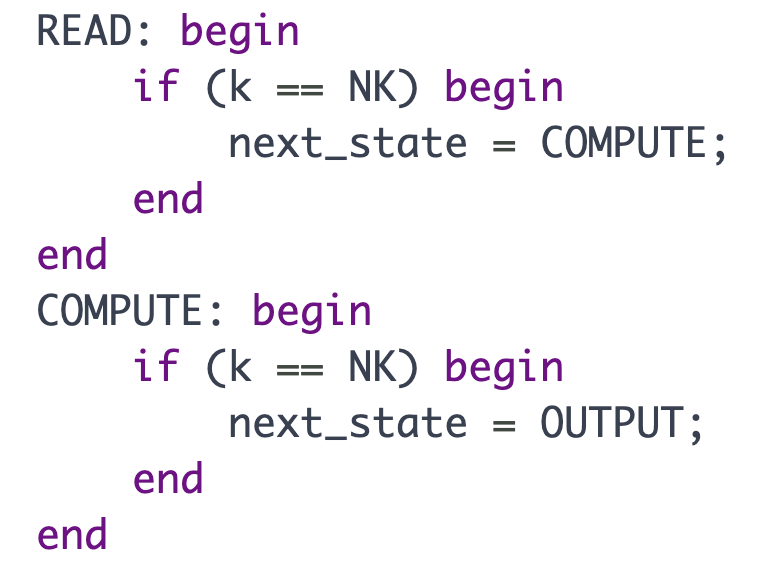 READ: begin
    if (k == NK) begin
        next_state = COMPUTE;
    end
end
COMPUTE: begin
    if (k == NK) begin
        next_state = OUTPUT;
    end
end